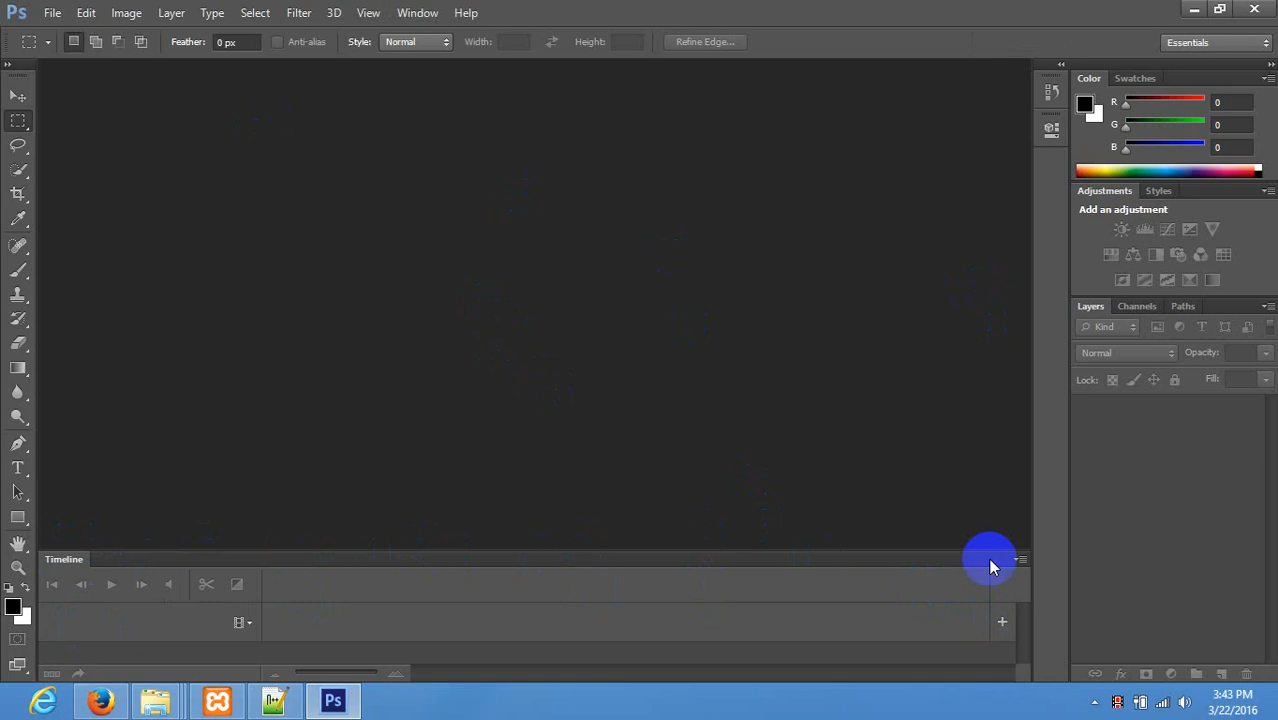 Ps File Edit Image Layer Type Select Filter 3D View Window Help
Feather: 0 px Anti-alias Style: Normal Width: Height: Refine Edge... Essentials
Color Swatches
R 0
G 0
B 0
Adjustments Styles
Add an adjustment
Layers Channels Paths
Kind
Normal Opacity:
Lock: Fill:
Timeline
Ps
3:43 PM
3/22/2016